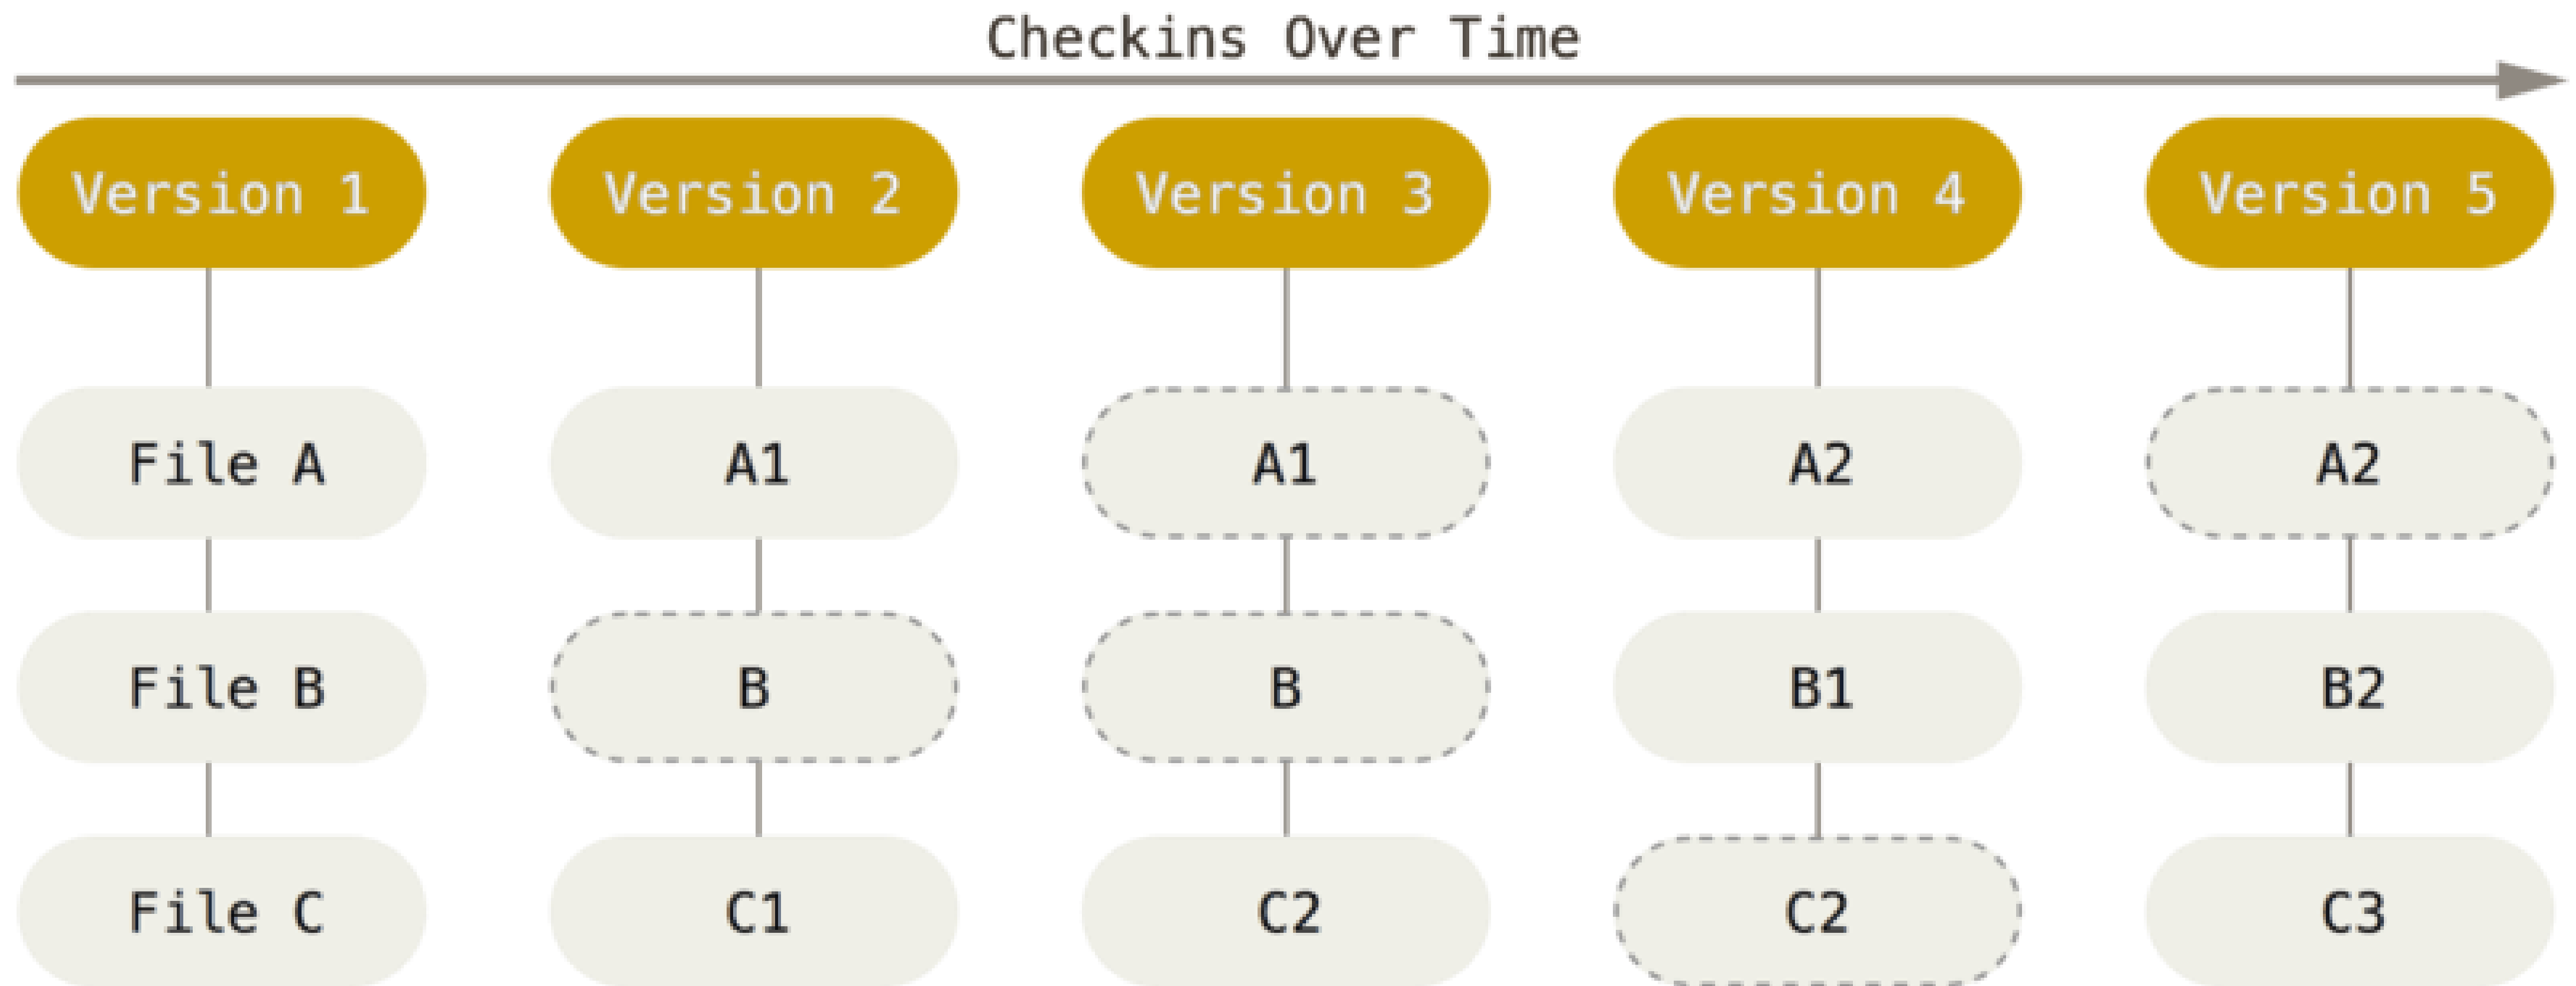 Checkins Over Time
Version 1 Version 2 Version 3 Version 4 Version 5
File A A1 A1 A2 A2
File B B B B1 B2
File C C1 C2 C2 C3